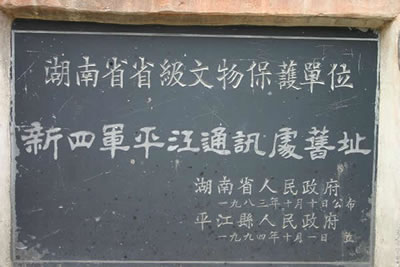 湖南省省級文物保護單位
新四軍平江通訊處舊址
湖南省人民政府
一九八三年十月十日公布
平江縣人民政府
一九九四年十月一日 立